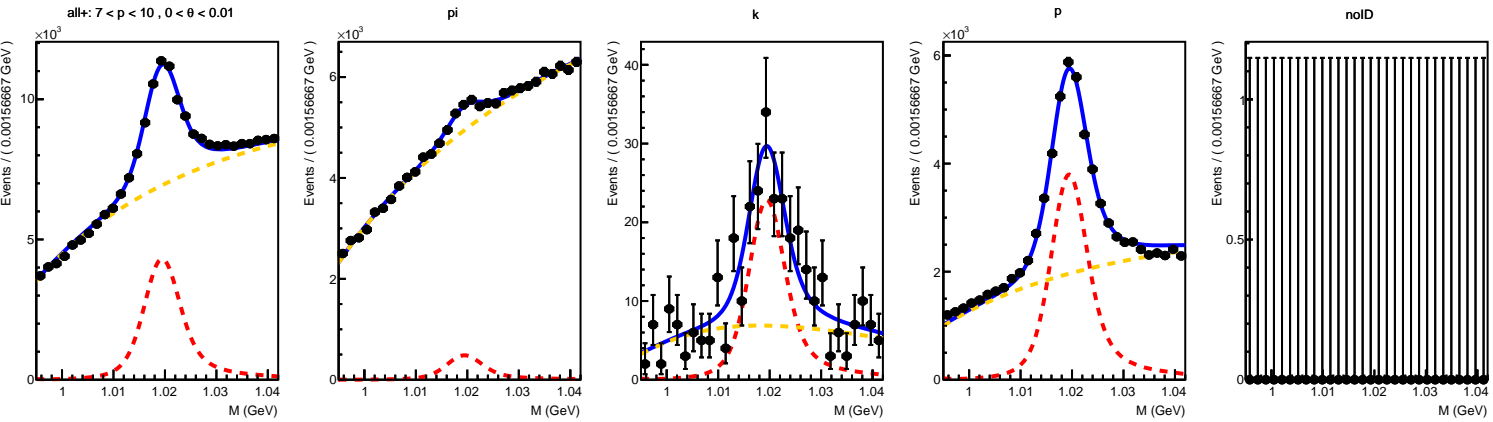 all+: 7 < p < 10 , 0 < θ < 0.01
×10³
Events / ( 0.00156667 GeV )
10
5
0
1 1.01 1.02 1.03 1.04
M (GeV)
pi
×10³
Events / ( 0.00156667 GeV )
6
4
2
0
1 1.01 1.02 1.03 1.04
M (GeV)
k
Events / ( 0.00156667 GeV )
40
30
20
10
0
1 1.01 1.02 1.03 1.04
M (GeV)
p
×10³
Events / ( 0.00156667 GeV )
6
4
2
0
1 1.01 1.02 1.03 1.04
M (GeV)
noID
Events / ( 0.00156667 GeV )
1
0.5
0
1 1.01 1.02 1.03 1.04
M (GeV)